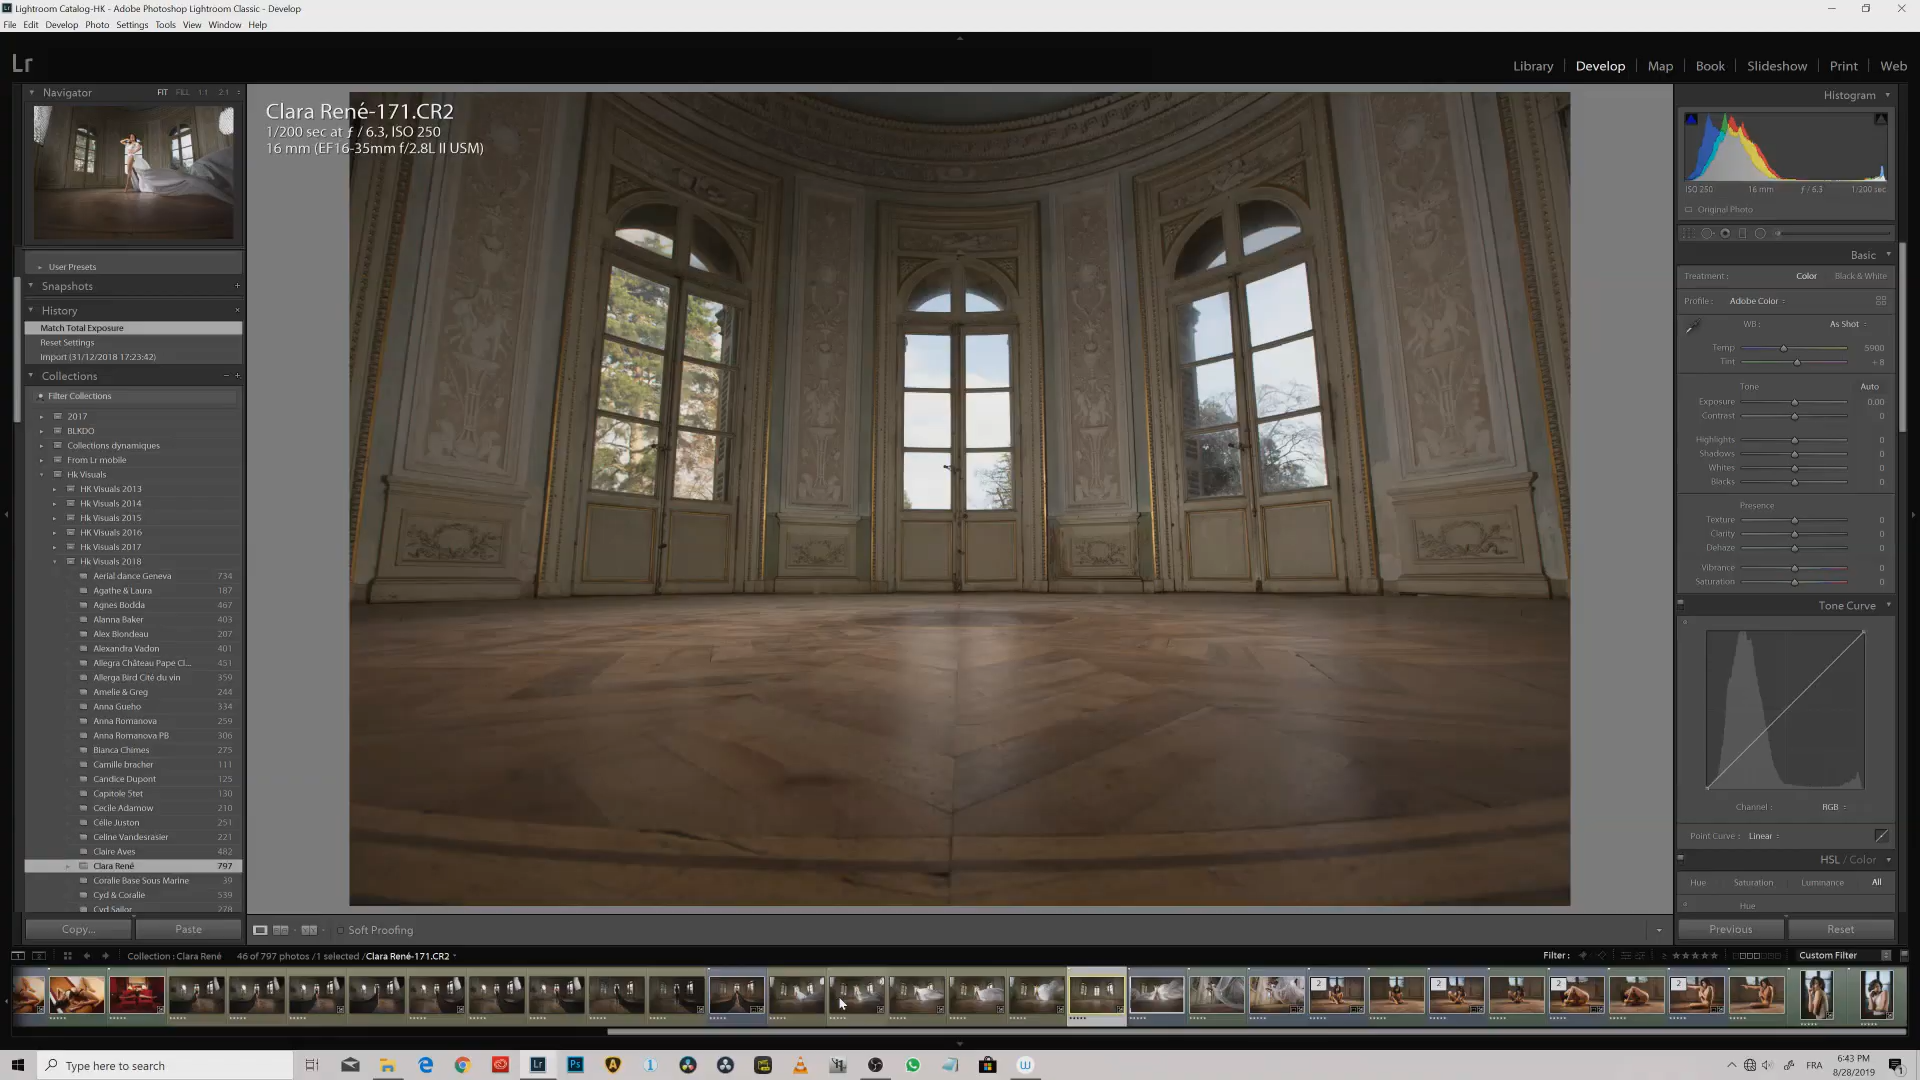 Lightroom Catalog-HK - Adobe Photoshop Lightroom Classic - Develop
File Edit Develop Photo Settings Tools View Window Help
Lr
Library | Develop | Map | Book | Slideshow | Print | Web
Navigator FIT FILL 1:1 2:1
User Presets
Snapshots
History
Match Total Exposure
Reset Settings
Import (31/12/2018 17:23:42)
Collections
Filter Collections
2017
BLKDO
Collections dynamiques
From Lr mobile
Hk Visuals
HK Visuals 2013
Hk Visuals 2014
Hk Visuals 2015
Hk Visuals 2016
Hk Visuals 2017
Hk Visuals 2018
Aerial dance Geneva 734
Agathe & Laura 187
Agnes Bodda 467
Alanna Baker 403
Alex Blondeau 207
Alexandra Vadon 401
Allegra Château Pape Cl... 451
Allerga Bird Cité du vin 359
Amelie & Greg 244
Anna Gueho 334
Anna Romanova 259
Anna Romanova PB 306
Bianca Chimes 275
Camille bracher 111
Candice Dupont 125
Capitole 5tet 130
Cecile Adamow 210
Célie Juston 251
Celine Vandesrasier 221
Claire Aves 482
Clara René 797
Coralie Base Sous Marine 39
Cyd & Coralie 539
Cyd Sailor 278
Copy... Paste
Clara René-171.CR2
1/200 sec at ƒ / 6.3, ISO 250
16 mm (EF16-35mm f/2.8L II USM)
Soft Proofing
Histogram
ISO 250 16 mm ƒ / 6.3 1/200 sec
Original Photo
Basic
Treatment : Color Black & White
Profile : Adobe Color
WB : As Shot
Temp 5900
Tint + 8
Tone Auto
Exposure 0.00
Contrast 0
Highlights 0
Shadows 0
Whites 0
Blacks 0
Presence
Texture 0
Clarity 0
Dehaze 0
Vibrance 0
Saturation 0
Tone Curve
Channel : RGB
Point Curve : Linear
HSL / Color
Hue Saturation Luminance All
Hue
Previous Reset
Collection : Clara René 46 of 797 photos / 1 selected / Clara René-171.CR2
Filter : Custom Filter
2 2 2 2
Type here to search
FRA
6:43 PM
8/28/2019